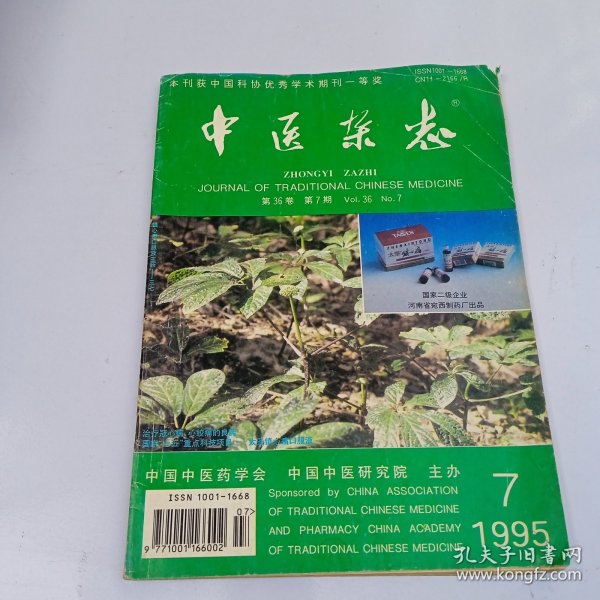 本刊获中国科协优秀学术期刊一等奖
ISSN1001-1668
CN11-2166/R
中医杂志
ZHONGYI ZAZHI
JOURNAL OF TRADITIONAL CHINESE MEDICINE
第36卷 第7期 Vol.36 No.7
国家二级企业
河南省宛西制药厂出品
中国中医药学会 中国中医研究院 主办
ISSN 1001-1668
07>
9 771001 166002
Sponsored by CHINA ASSOCIATION
OF TRADITIONAL CHINESE MEDICINE
AND PHARMACY CHINA ACADEMY
OF TRADITIONAL CHINESE MEDICINE
7
1995
孔夫子旧书网
www.kongfz.com